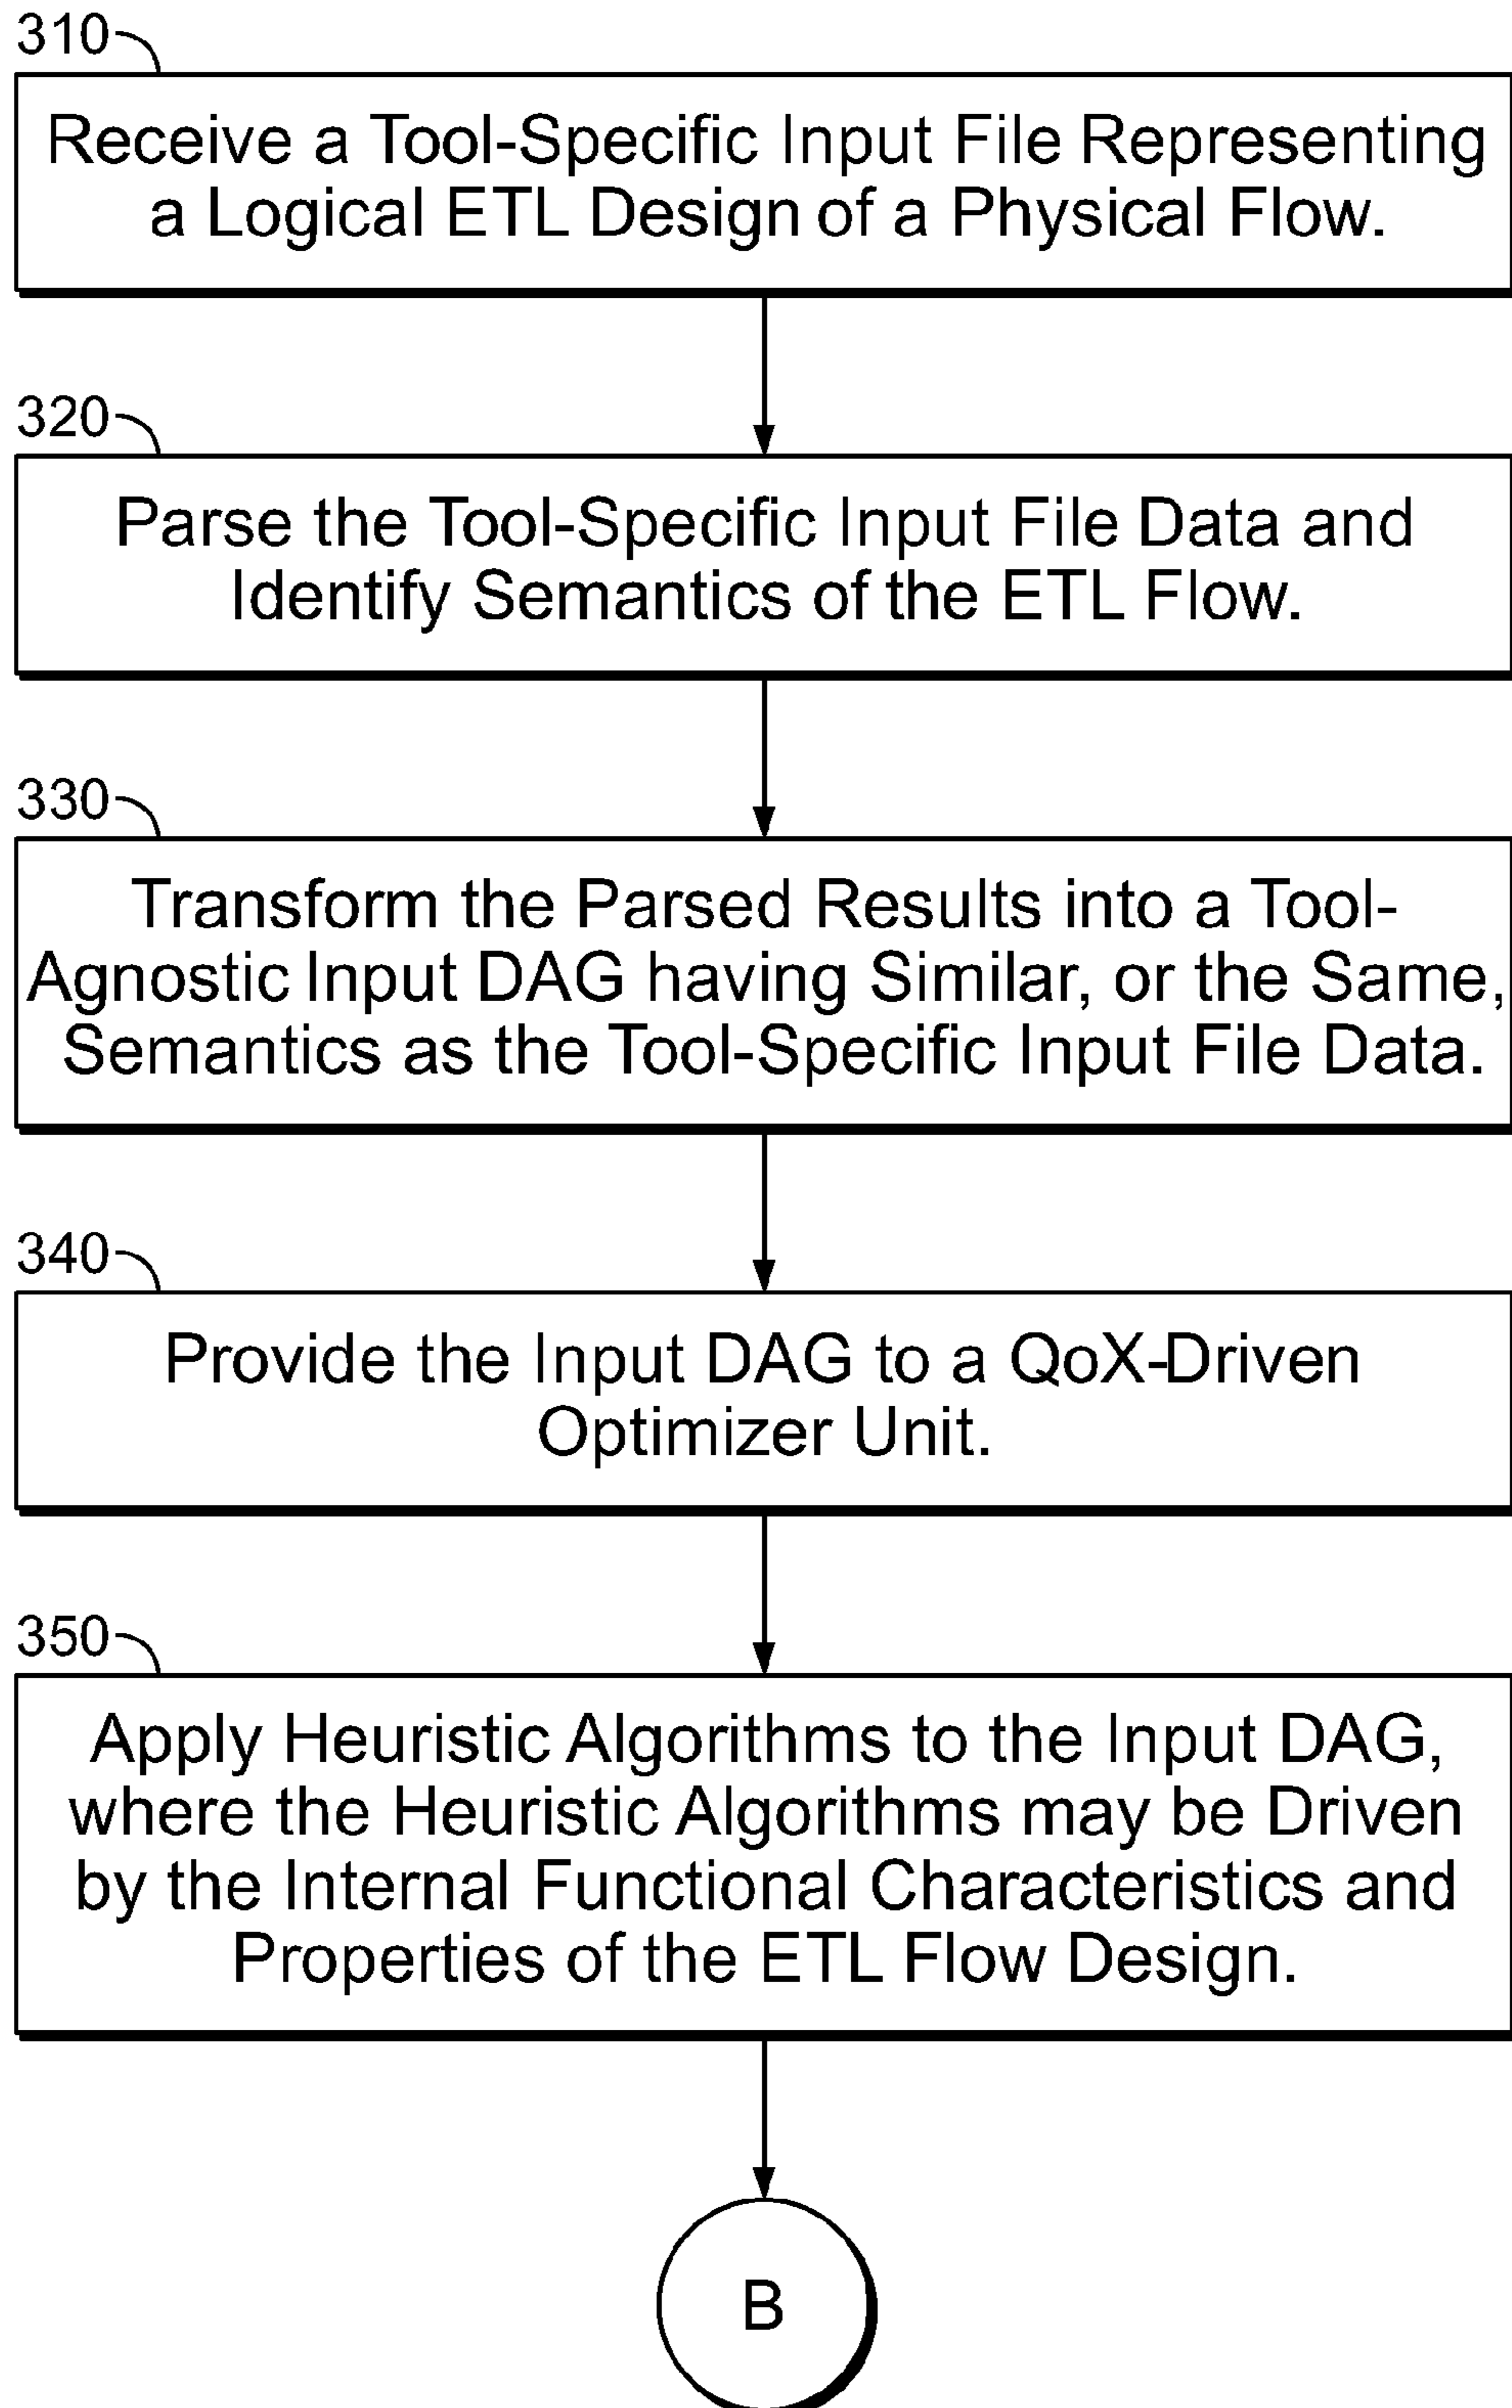 310
Receive a Tool-Specific Input File Representing
a Logical ETL Design of a Physical Flow.
320
Parse the Tool-Specific Input File Data and
Identify Semantics of the ETL Flow.
330
Transform the Parsed Results into a Tool-
Agnostic Input DAG having Similar, or the Same,
Semantics as the Tool-Specific Input File Data.
340
Provide the Input DAG to a QoX-Driven
Optimizer Unit.
350
Apply Heuristic Algorithms to the Input DAG,
where the Heuristic Algorithms may be Driven
by the Internal Functional Characteristics and
Properties of the ETL Flow Design.
B